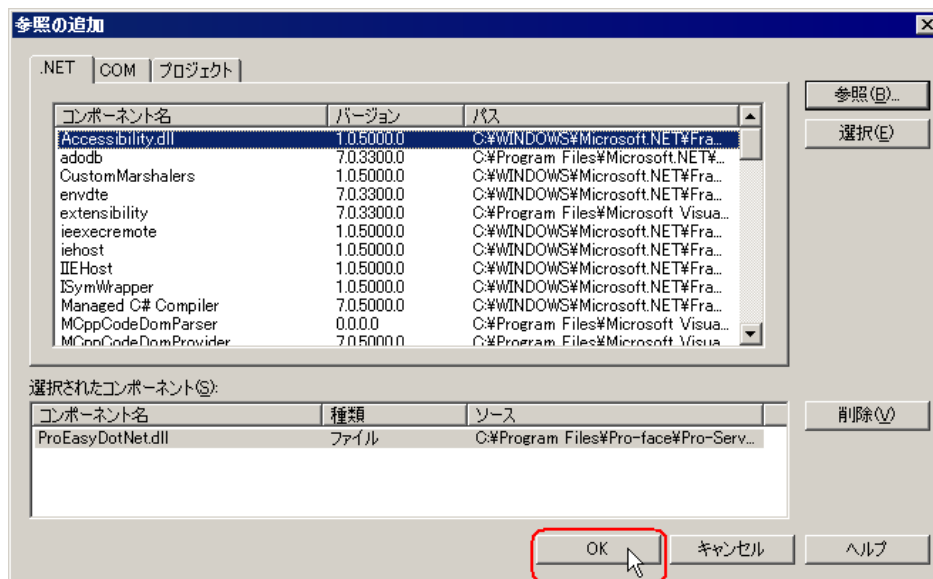 参照の追加
.NET COM プロジェクト
参照(B)...
選択(E)
コンポーネント名 バージョン パス
Accessibility.dll 1.0.5000.0 C:¥WINDOWS¥Microsoft.NET¥Fra...
adodb 7.0.3300.0 C:¥Program Files¥Microsoft.NET¥...
CustomMarshalers 1.0.5000.0 C:¥WINDOWS¥Microsoft.NET¥Fra...
envdte 7.0.3300.0 C:¥WINDOWS¥Microsoft.NET¥Fra...
extensibility 7.0.3300.0 C:¥Program Files¥Microsoft Visua...
ieexecremote 1.0.5000.0 C:¥WINDOWS¥Microsoft.NET¥Fra...
iehost 1.0.5000.0 C:¥WINDOWS¥Microsoft.NET¥Fra...
IIEHost 1.0.5000.0 C:¥WINDOWS¥Microsoft.NET¥Fra...
ISymWrapper 1.0.5000.0 C:¥WINDOWS¥Microsoft.NET¥Fra...
Managed C# Compiler 7.0.5000.0 C:¥WINDOWS¥Microsoft.NET¥Fra...
MCppCodeDomParser 0.0.0.0 C:¥Program Files¥Microsoft Visua...
MCppCodeDomProvider 7.0.5000.0 C:¥Program Files¥Microsoft Visua...
選択されたコンポーネント(S):
コンポーネント名 種類 ソース
ProEasyDotNet.dll ファイル C:¥Program Files¥Pro-face¥Pro-Serv...
削除(V)
OK キャンセル ヘルプ